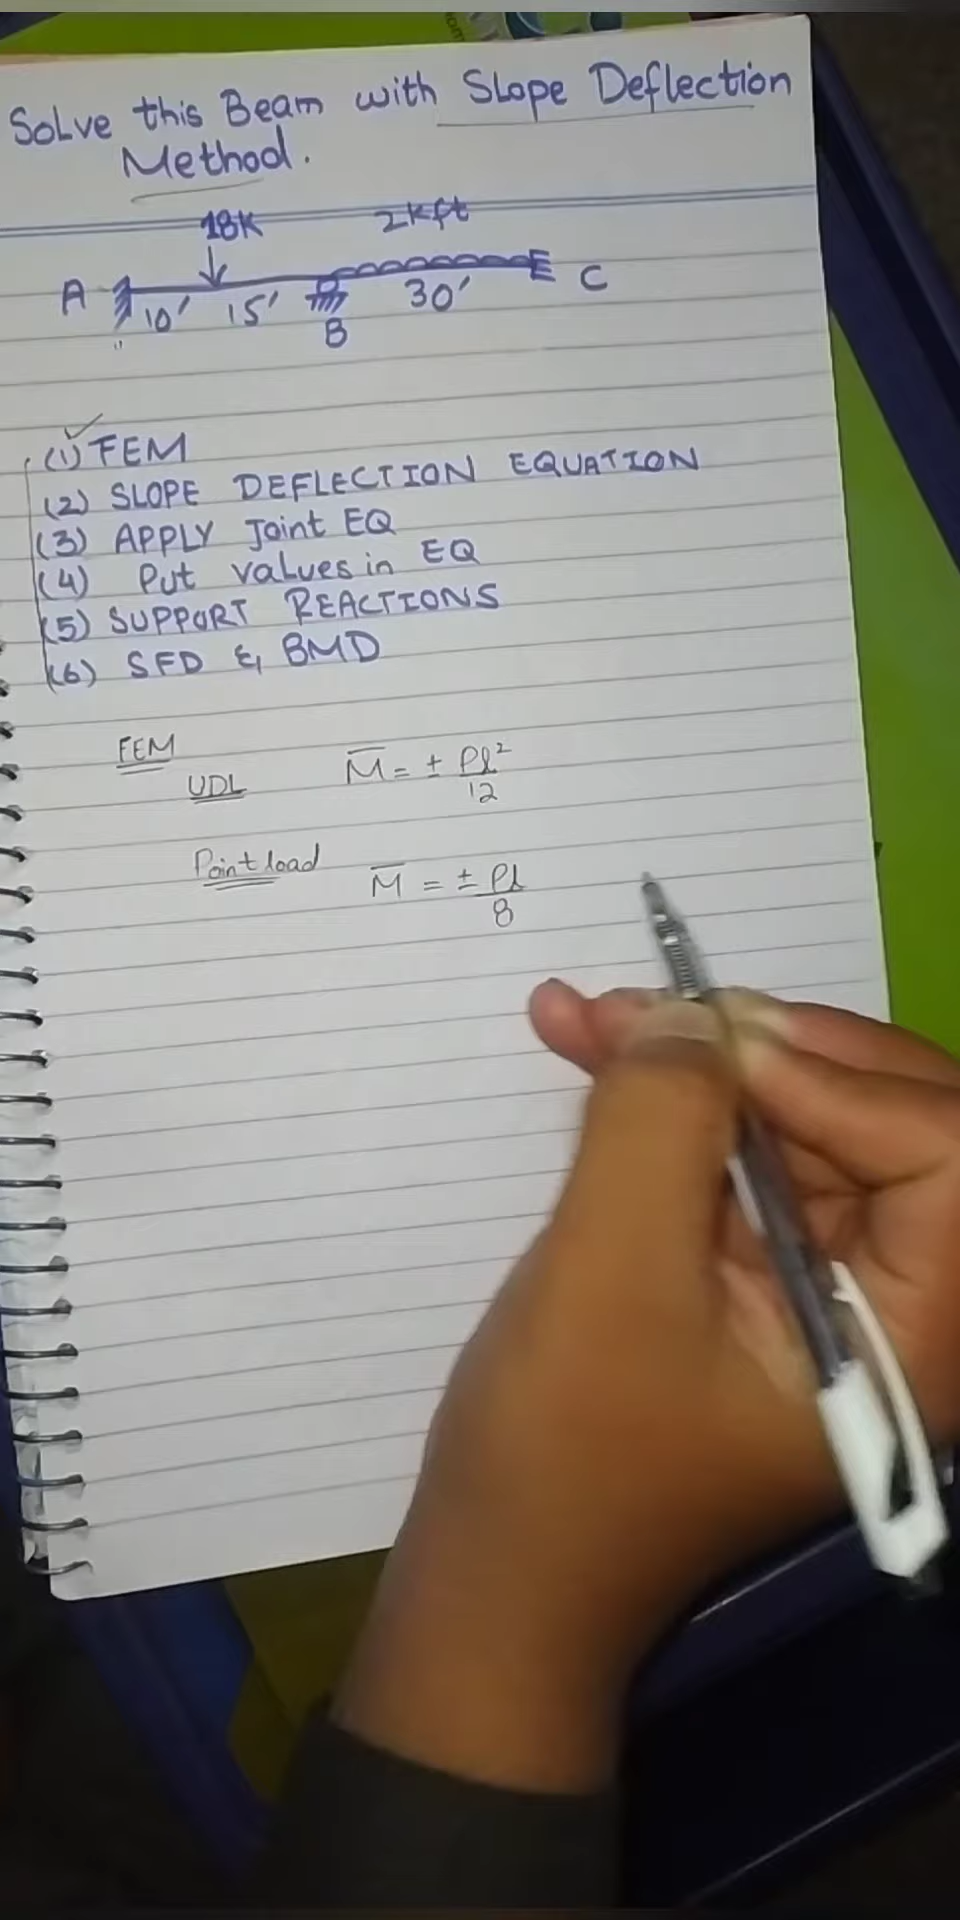 Solve this Beam with Slope Deflection
Method.
18K 2kft
A 10' 15' 30' C
B
(1) FEM
(2) SLOPE DEFLECTION EQUATION
(3) APPLY Joint EQ
(4) Put values in EQ
(5) SUPPORT REACTIONS
(6) SFD & BMD
FEM
UDL M̅ = ± Pl²/12
Point load M̅ = ± Pl/8